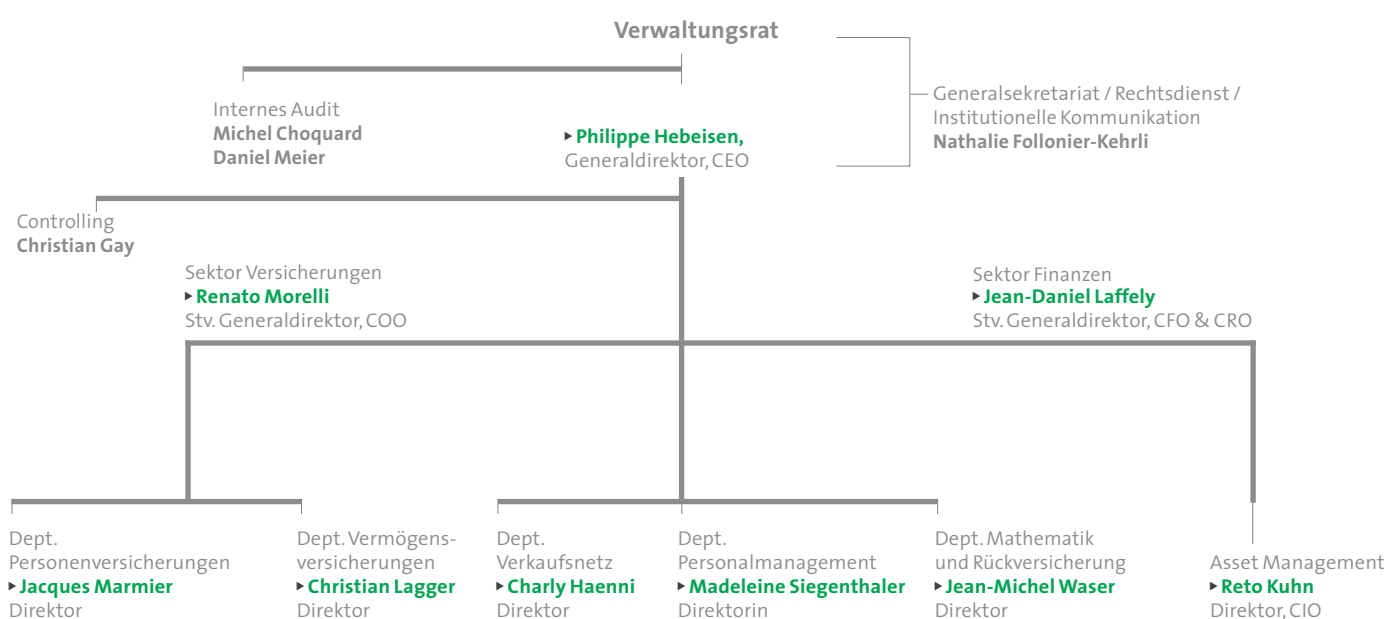 Verwaltungsrat
Internes Audit
Michel Choquard
Daniel Meier
▸ Philippe Hebeisen,
Generaldirektor, CEO
Generalsekretariat / Rechtsdienst /
Institutionelle Kommunikation
Nathalie Follonier-Kehrli
Controlling
Christian Gay
Sektor Versicherungen
▸ Renato Morelli
Stv. Generaldirektor, COO
Sektor Finanzen
▸ Jean-Daniel Laffely
Stv. Generaldirektor, CFO & CRO
Dept.
Personenversicherungen
▸ Jacques Marmier
Direktor
Dept. Vermögens-
versicherungen
▸ Christian Lagger
Direktor
Dept.
Verkaufsnetz
▸ Charly Haenni
Direktor
Dept.
Personalmanagement
▸ Madeleine Siegenthaler
Direktorin
Dept. Mathematik
und Rückversicherung
▸ Jean-Michel Waser
Direktor
Asset Management
▸ Reto Kuhn
Direktor, CIO